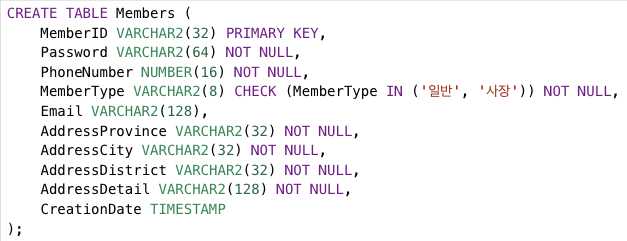 CREATE TABLE Members (
    MemberID VARCHAR2(32) PRIMARY KEY,
    Password VARCHAR2(64) NOT NULL,
    PhoneNumber NUMBER(16) NOT NULL,
    MemberType VARCHAR2(8) CHECK (MemberType IN ('일반', '사장')) NOT NULL,
    Email VARCHAR2(128),
    AddressProvince VARCHAR2(32) NOT NULL,
    AddressCity VARCHAR2(32) NOT NULL,
    AddressDistrict VARCHAR2(32) NOT NULL,
    AddressDetail VARCHAR2(128) NOT NULL,
    CreationDate TIMESTAMP
);